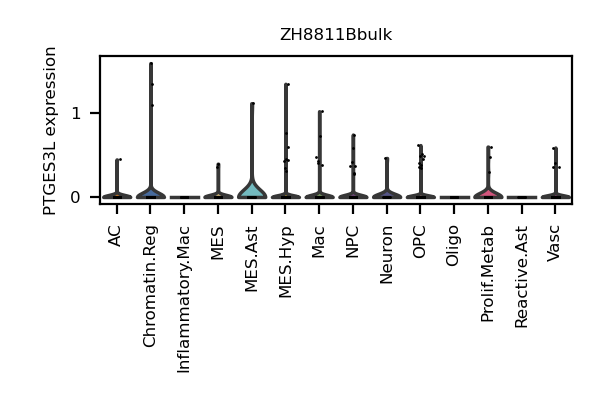 ZH8811Bbulk
PTGES3L expression
1
0
AC
Chromatin.Reg
Inflammatory.Mac
MES
MES.Ast
MES.Hyp
Mac
NPC
Neuron
OPC
Oligo
Prolif.Metab
Reactive.Ast
Vasc